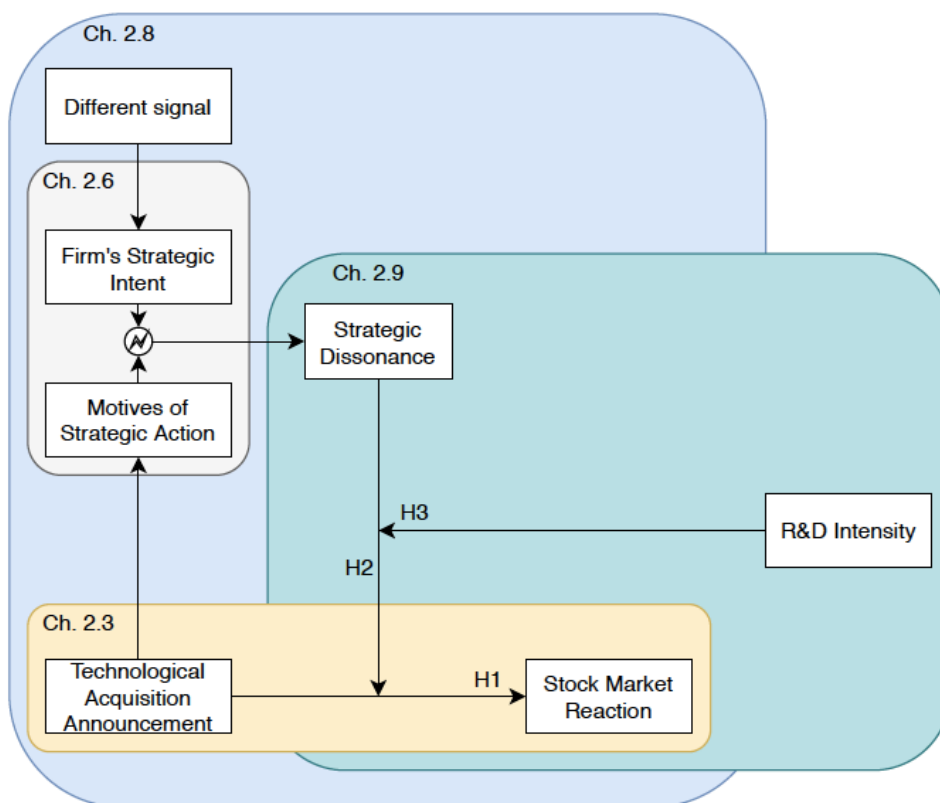 Ch. 2.8
Different signal
Ch. 2.6
Firm's Strategic
Intent
Ch. 2.9
Strategic
Dissonance
Motives of
Strategic Action
H3
R&D Intensity
H2
Ch. 2.3
Technological
Acquisition
Announcement
H1
Stock Market
Reaction